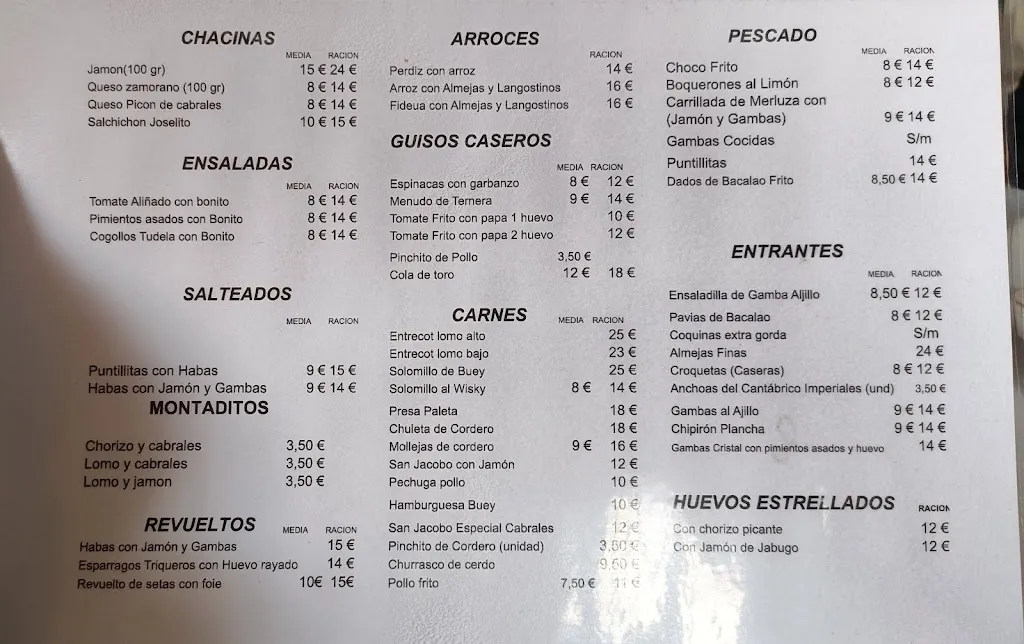 CHACINAS
MEDIA RACION
Jamon(100 gr) 15 € 24 €
Queso zamorano (100 gr) 8 € 14 €
Queso Picon de cabrales 8 € 14 €
Salchichon Joselito 10 € 15 €
ENSALADAS
MEDIA RACION
Tomate Aliñado con bonito 8 € 14 €
Pimientos asados con Bonito 8 € 14 €
Cogollos Tudela con Bonito 8 € 14 €
SALTEADOS
MEDIA RACION
Puntillitas con Habas 9 € 15 €
Habas con Jamón y Gambas 9 € 14 €
MONTADITOS
Chorizo y cabrales 3,50 €
Lomo y cabrales 3,50 €
Lomo y jamon 3,50 €
REVUELTOS MEDIA RACION
Habas con Jamón y Gambas 15 €
Esparragos Triqueros con Huevo rayado 14 €
Revuelto de setas con foie 10€ 15€
ARROCES
RACION
Perdiz con arroz 14 €
Arroz con Almejas y Langostinos 16 €
Fideua con Almejas y Langostinos 16 €
GUISOS CASEROS
MEDIA RACION
Espinacas con garbanzo 8 € 12 €
Menudo de Ternera 9 € 14 €
Tomate Frito con papa 1 huevo 10 €
Tomate Frito con papa 2 huevo 12 €
Pinchito de Pollo 3,50 €
Cola de toro 12 € 18 €
CARNES MEDIA RACION
Entrecot lomo alto 25 €
Entrecot lomo bajo 23 €
Solomillo de Buey 25 €
Solomillo al Wisky 8 € 14 €
Presa Paleta 18 €
Chuleta de Cordero 18 €
Mollejas de cordero 9 € 16 €
San Jacobo con Jamón 12 €
Pechuga pollo 10 €
Hamburguesa Buey 10 €
San Jacobo Especial Cabrales 12 €
Pinchito de Cordero (unidad) 3,50 €
Churrasco de cerdo 9,50 €
Pollo frito 7,50 € 11 €
PESCADO
MEDIA RACION
Choco Frito 8 € 14 €
Boquerones al Limón 8 € 12 €
Carrillada de Merluza con
(Jamón y Gambas) 9 € 14 €
Gambas Cocidas S/m
Puntillitas 14 €
Dados de Bacalao Frito 8,50 € 14 €
ENTRANTES
MEDIA RACION
Ensaladilla de Gamba Aljillo 8,50 € 12 €
Pavias de Bacalao 8 € 12 €
Coquinas extra gorda S/m
Almejas Finas 24 €
Croquetas (Caseras) 8 € 12 €
Anchoas del Cantábrico Imperiales (und) 3,50 €
Gambas al Ajillo 9 € 14 €
Chipirón Plancha 9 € 14 €
Gambas Cristal con pimientos asados y huevo 14 €
HUEVOS ESTRELLADOS RACION
Con chorizo picante 12 €
Con Jamón de Jabugo 12 €